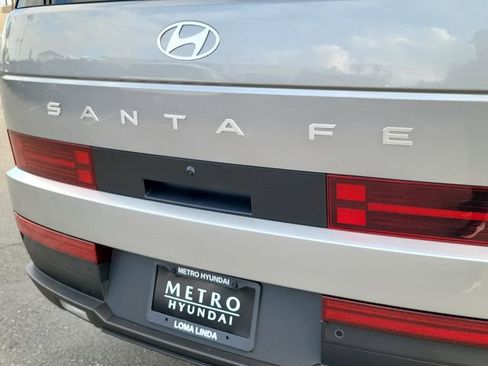 SANTA FE
METRO HYUNDAI
METRO
HYUNDAI
LOMA LINDA